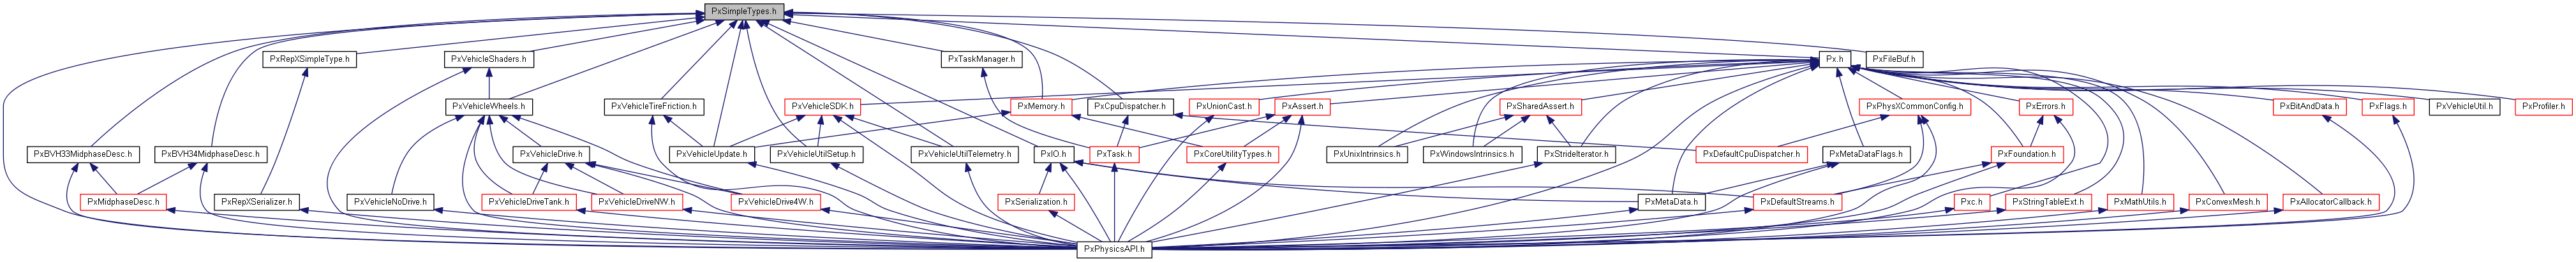 PxSimpleTypes.h
PxRepXSimpleType.h
PxVehicleShaders.h
PxTaskManager.h
Px.h
PxFileBuf.h
PxVehicleWheels.h
PxVehicleTireFriction.h
PxVehicleSDK.h
PxMemory.h
PxCpuDispatcher.h
PxUnionCast.h
PxAssert.h
PxSharedAssert.h
PxPhysXCommonConfig.h
PxErrors.h
PxBitAndData.h
PxFlags.h
PxVehicleUtil.h
PxProfiler.h
PxBVH33MidphaseDesc.h
PxBVH34MidphaseDesc.h
PxVehicleDrive.h
PxVehicleUpdate.h
PxVehicleUtilSetup.h
PxVehicleUtilTelemetry.h
PxIO.h
PxTask.h
PxCoreUtilityTypes.h
PxUnixIntrinsics.h
PxWindowsIntrinsics.h
PxStrideIterator.h
PxDefaultCpuDispatcher.h
PxMetaDataFlags.h
PxFoundation.h
PxMidphaseDesc.h
PxRepXSerializer.h
PxVehicleNoDrive.h
PxVehicleDriveTank.h
PxVehicleDriveNW.h
PxVehicleDrive4W.h
PxSerialization.h
PxMetaData.h
PxDefaultStreams.h
Pxc.h
PxStringTableExt.h
PxMathUtils.h
PxConvexMesh.h
PxAllocatorCallback.h
PxPhysicsAPI.h